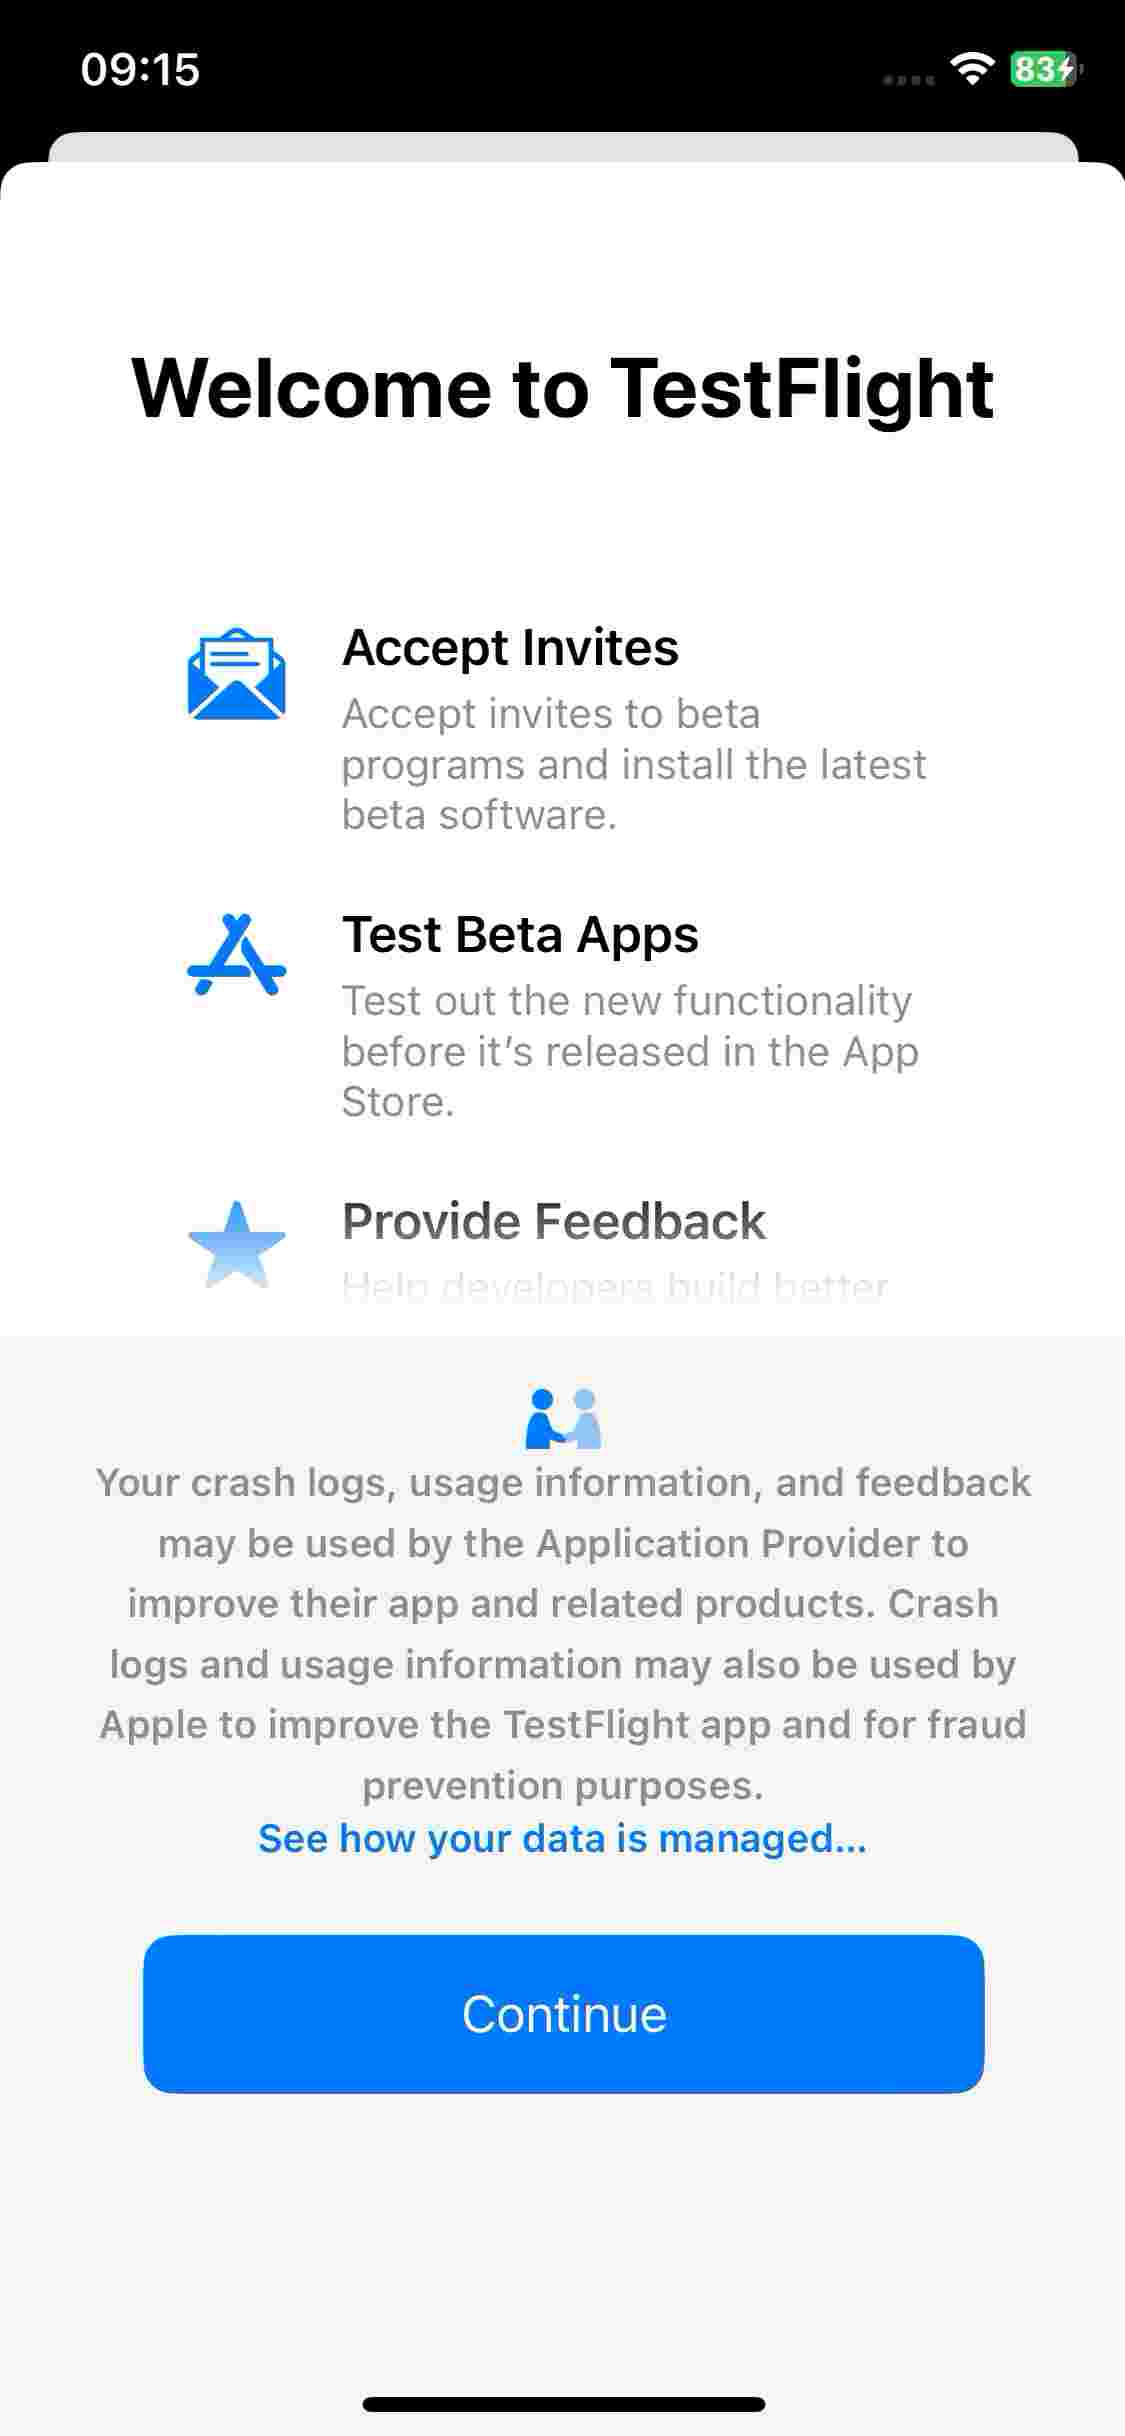 09:15
83
Welcome to TestFlight
Accept Invites
Accept invites to beta
programs and install the latest
beta software.
Test Beta Apps
Test out the new functionality
before it’s released in the App
Store.
Provide Feedback
Help developers build better
Your crash logs, usage information, and feedback
may be used by the Application Provider to
improve their app and related products. Crash
logs and usage information may also be used by
Apple to improve the TestFlight app and for fraud
prevention purposes.
See how your data is managed...
Continue